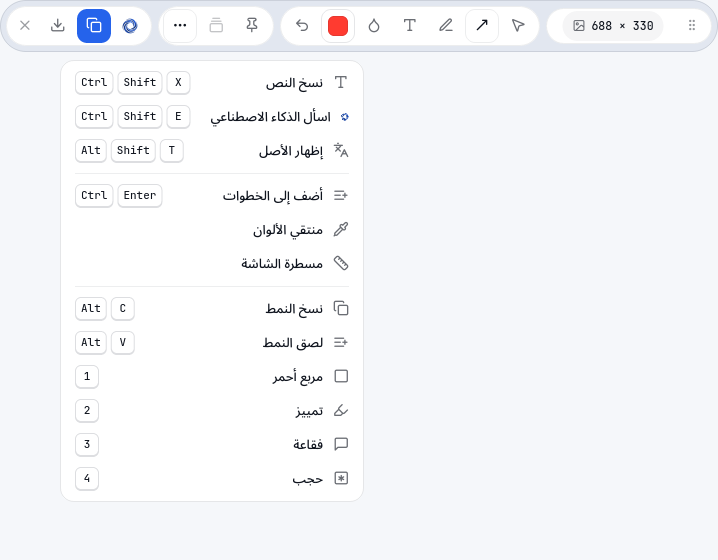 688 × 330
نسخ النص Ctrl Shift X
اسأل الذكاء الاصطناعي Ctrl Shift E
إظهار الأصل Alt Shift T
أضف إلى الخطوات Ctrl Enter
منتقي الألوان
مسطرة الشاشة
نسخ النمط Alt C
لصق النمط Alt V
مربع أحمر 1
تمييز 2
فقاعة 3
حجب 4